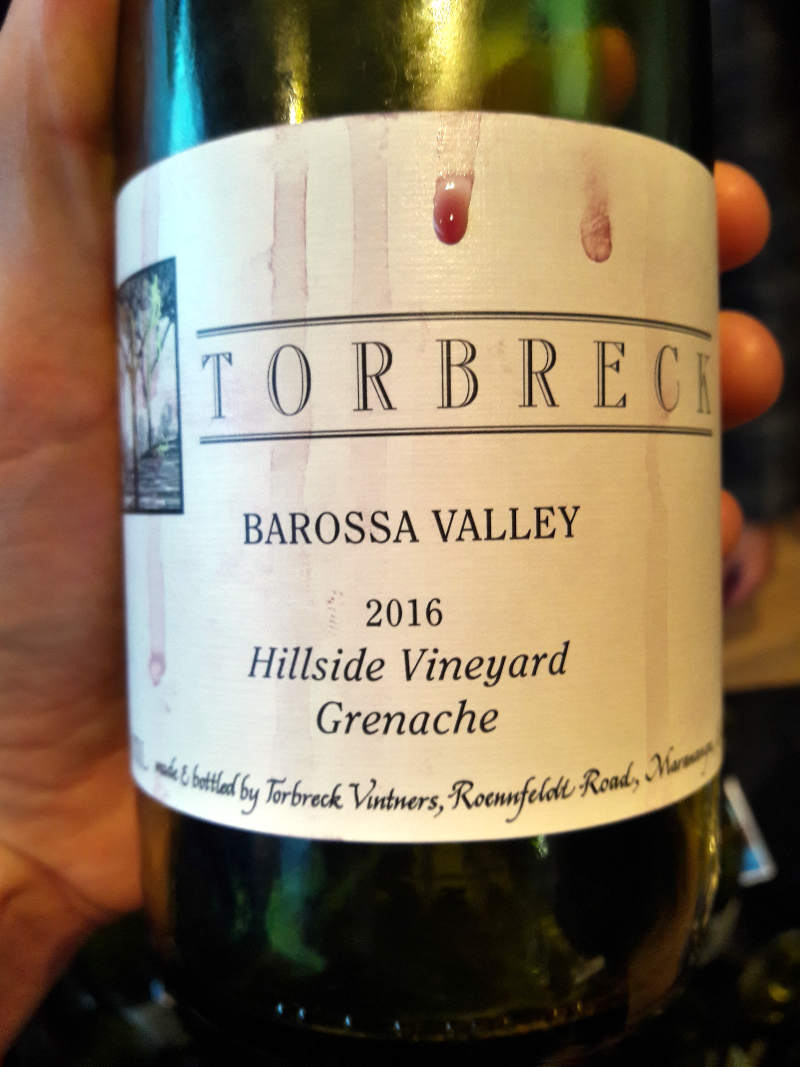 TORBRECK
BAROSSA VALLEY
2016
Hillside Vineyard
Grenache
made & bottled by Torbreck Vintners, Roennfeldt Road,